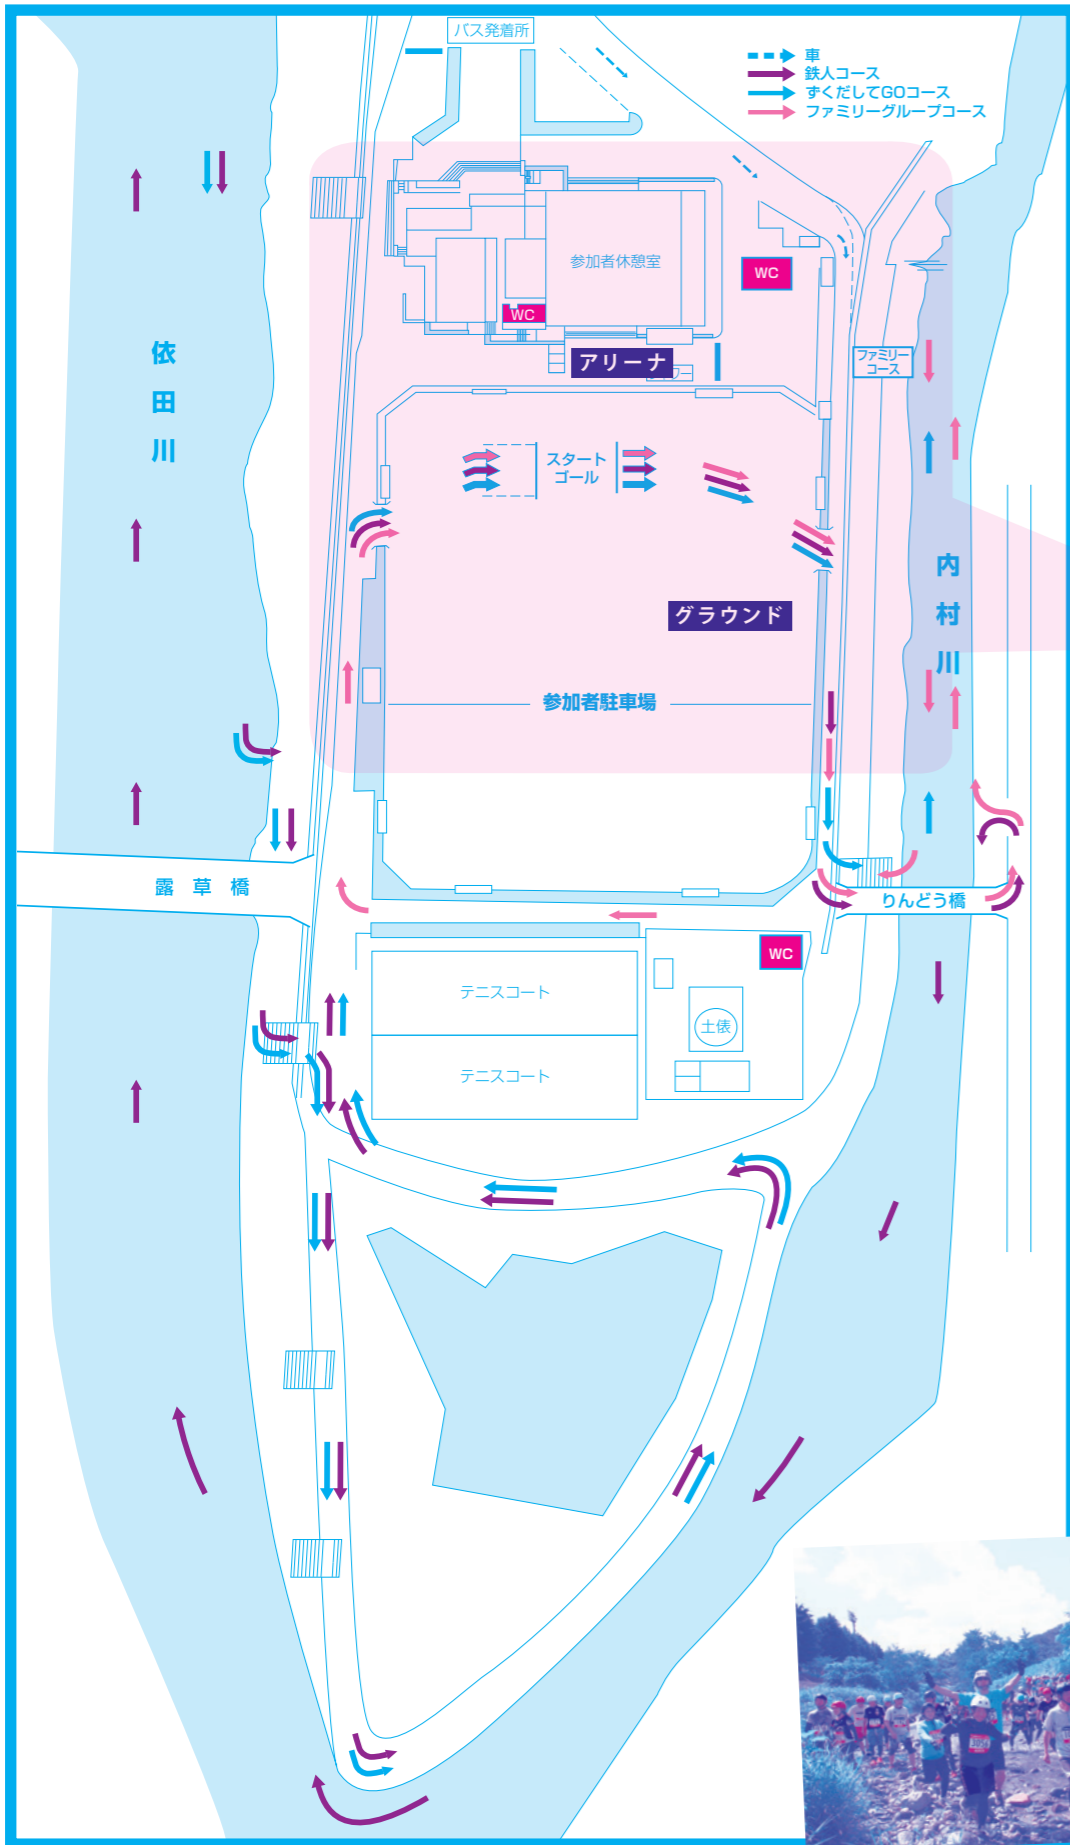 バス発着所
車
鉄人コース
ずくだしてGOコース
ファミリーグループコース
参加者休憩室
WC
WC
アリーナ
ファミリー
コース
依田川
スタート
ゴール
内村川
グラウンド
参加者駐車場
露草橋
りんどう橋
WC
テニスコート
土俵
テニスコート